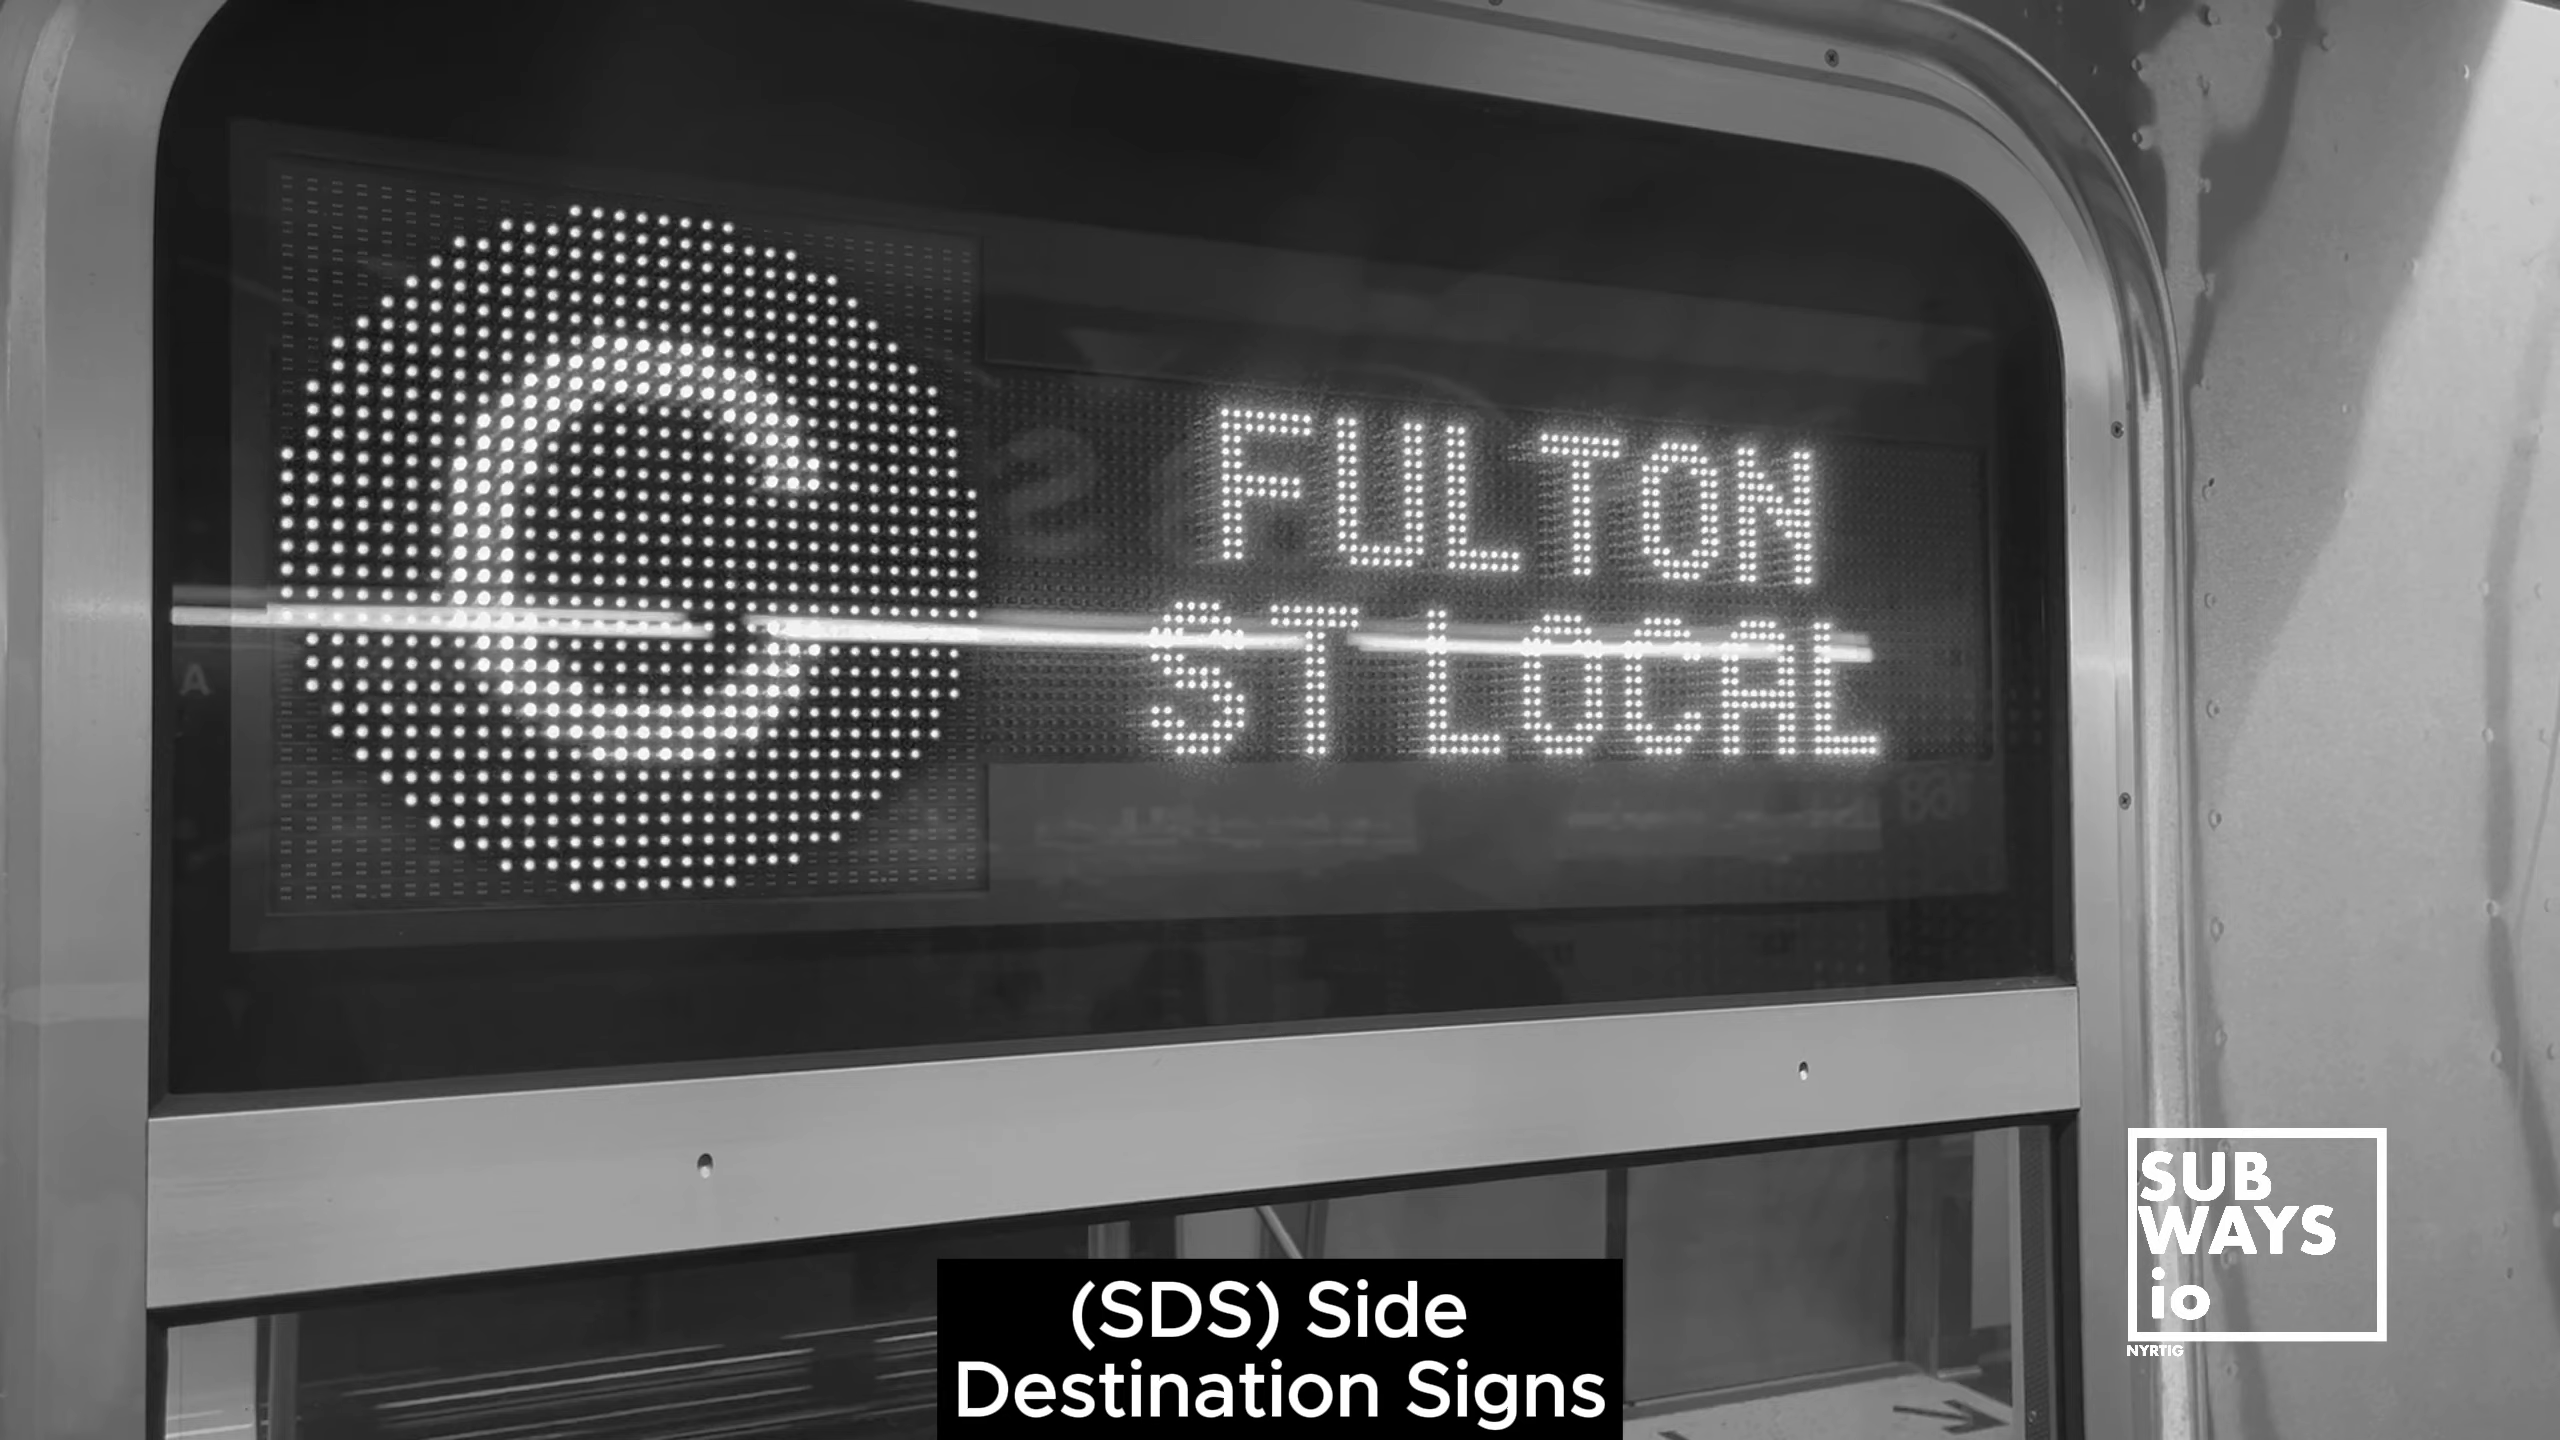 C
FULTON
ST LOCAL
A
(SDS) Side
Destination Signs
SUB
WAYS
io
NYRTIG